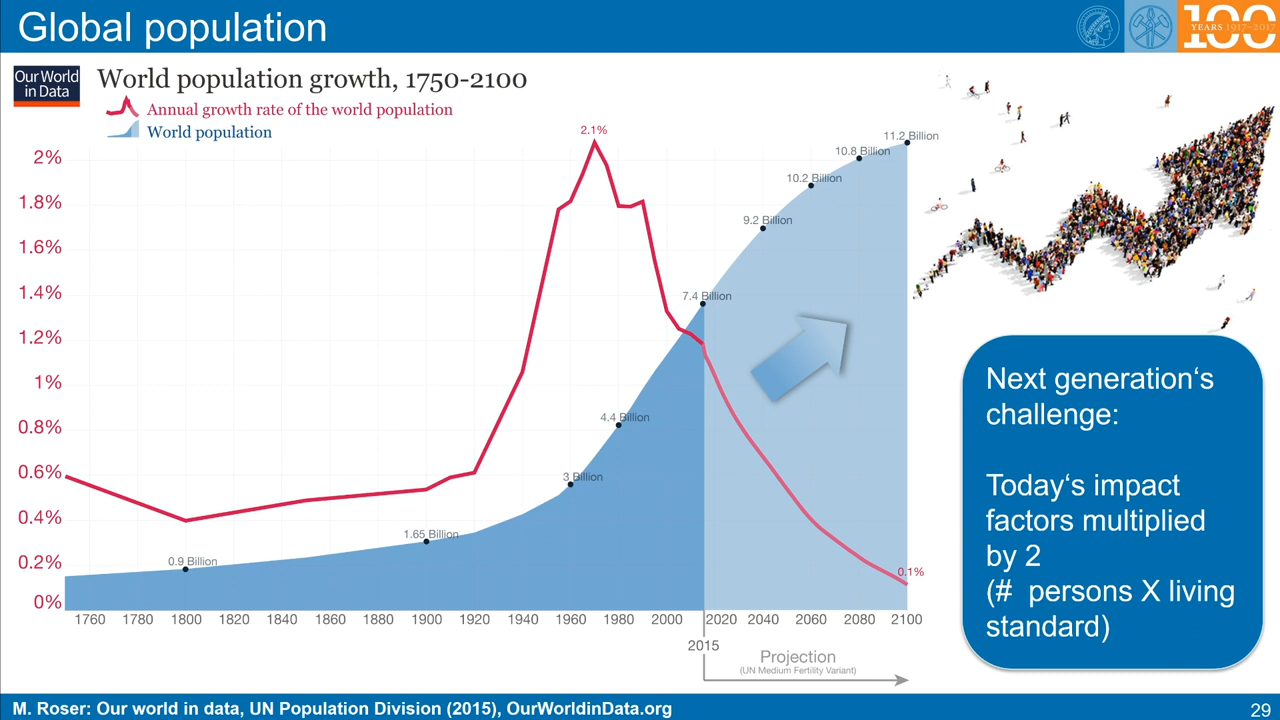 Global population
100
YEARS 1917–2017
Our World
in Data
World population growth, 1750-2100
Annual growth rate of the world population
World population
2%
1.8%
1.6%
1.4%
1.2%
1%
0.8%
0.6%
0.4%
0.2%
0%
2.1%
11.2 Billion
10.8 Billion
10.2 Billion
9.2 Billion
7.4 Billion
4.4 Billion
3 Billion
1.65 Billion
0.9 Billion
0.1%
1760 1780 1800 1820 1840 1860 1880 1900 1920 1940 1960 1980 2000 2020 2040 2060 2080 2100
2015
Projection
(UN Medium Fertility Variant)
Next generation‘s
challenge:
Today‘s impact
factors multiplied
by 2
(# persons X living
standard)
M. Roser: Our world in data, UN Population Division (2015), OurWorldinData.org
29